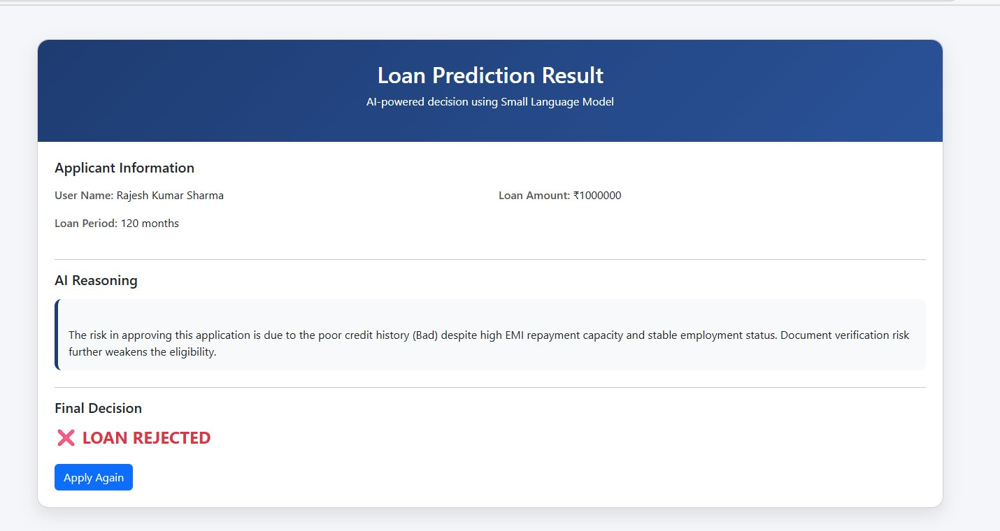 Loan Prediction Result
AI-powered decision using Small Language Model
Applicant Information
User Name: Rajesh Kumar Sharma
Loan Amount: ₹1000000
Loan Period: 120 months
AI Reasoning
The risk in approving this application is due to the poor credit history (Bad) despite high EMI repayment capacity and stable employment status. Document verification risk
further weakens the eligibility.
Final Decision
❌ LOAN REJECTED
Apply Again